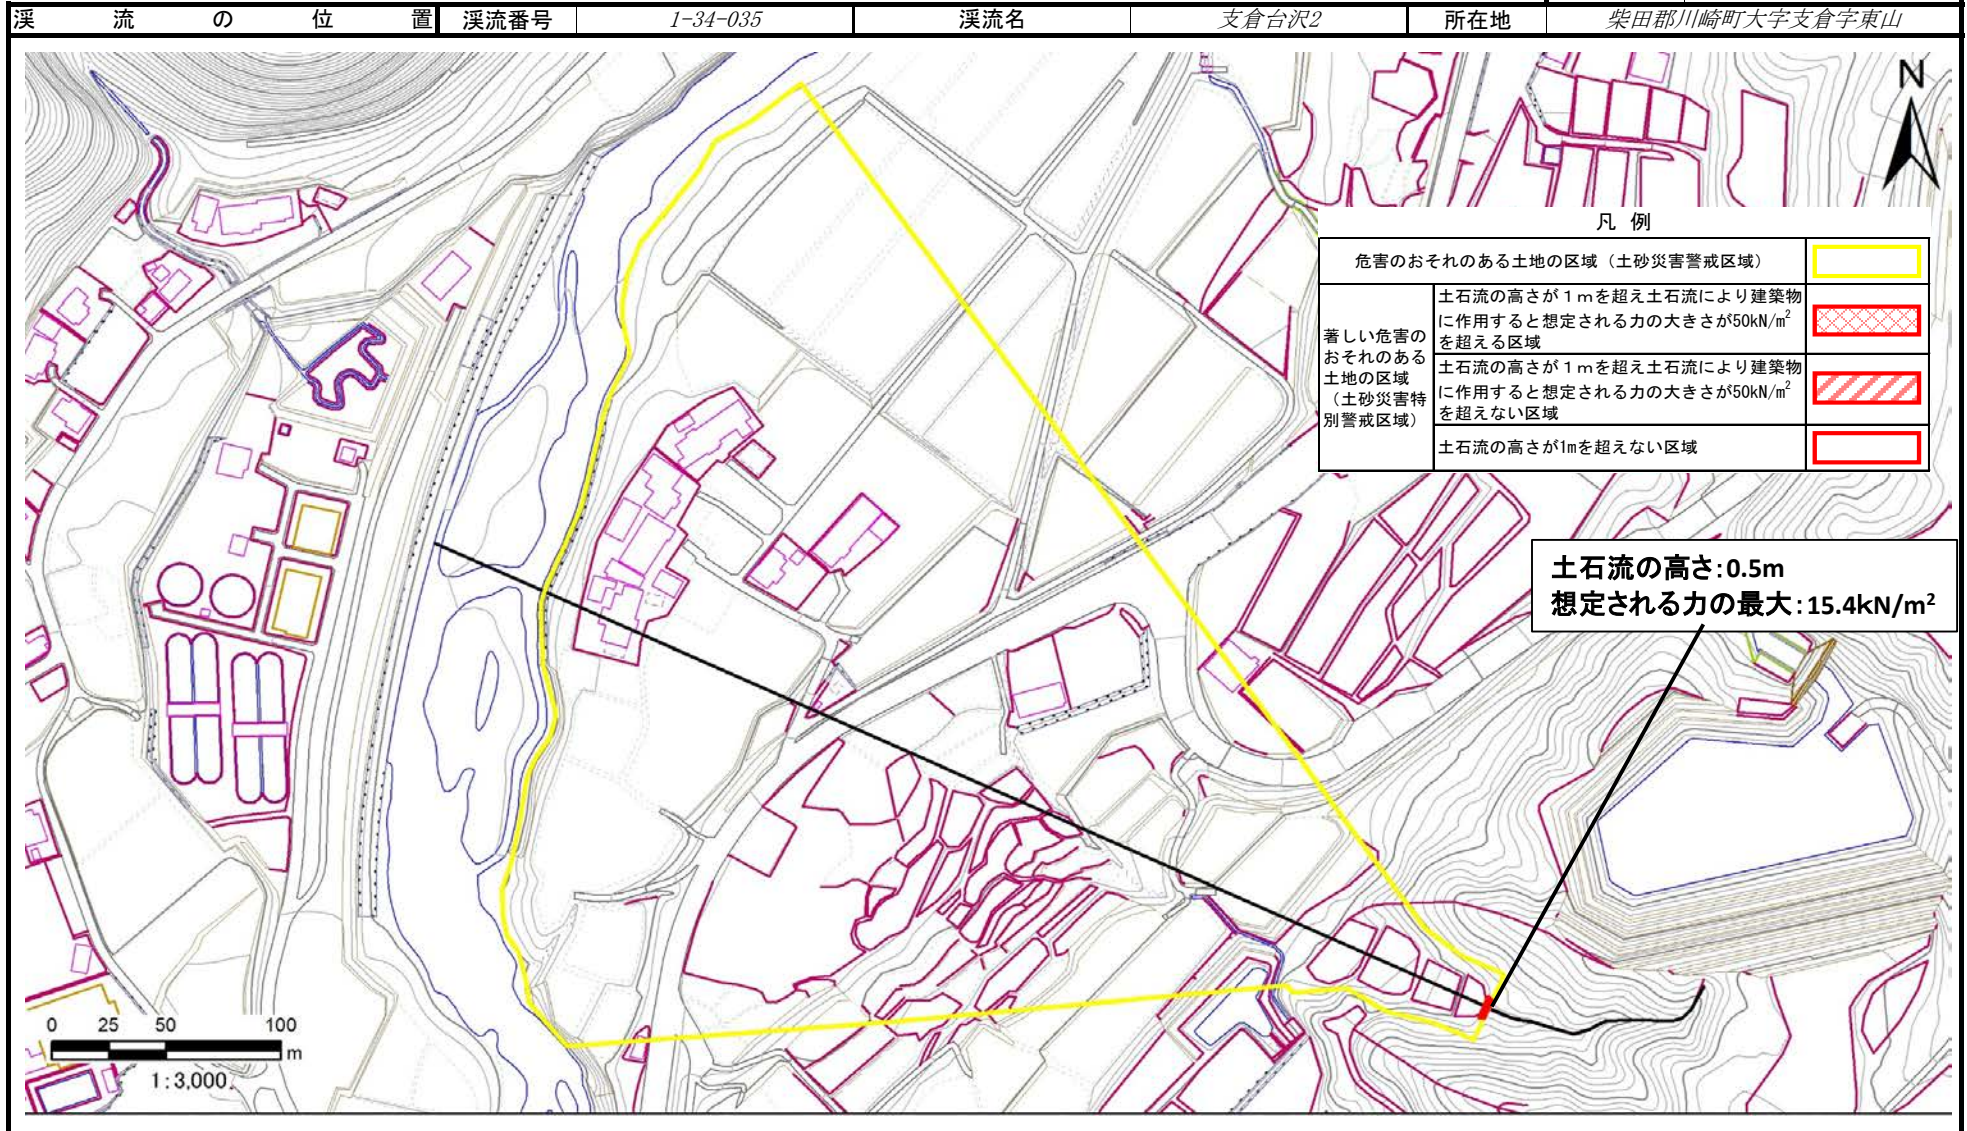 渓流の位置 渓流番号 1-34-035 渓流名 支倉台沢2 所在地 柴田郡川崎町大字支倉字東山
N
凡 例
危害のおそれのある土地の区域（土砂災害警戒区域）
著しい危害の
おそれのある
土地の区域
（土砂災害特
別警戒区域）
土石流の高さが１ｍを超え土石流により建築物
に作用すると想定される力の大きさが50kN/m²
を超える区域
土石流の高さが１ｍを超え土石流により建築物
に作用すると想定される力の大きさが50kN/m²
を超えない区域
土石流の高さが1mを超えない区域
土石流の高さ:0.5m
想定される力の最大:15.4kN/m²
0 25 50 100
m
1:3,000